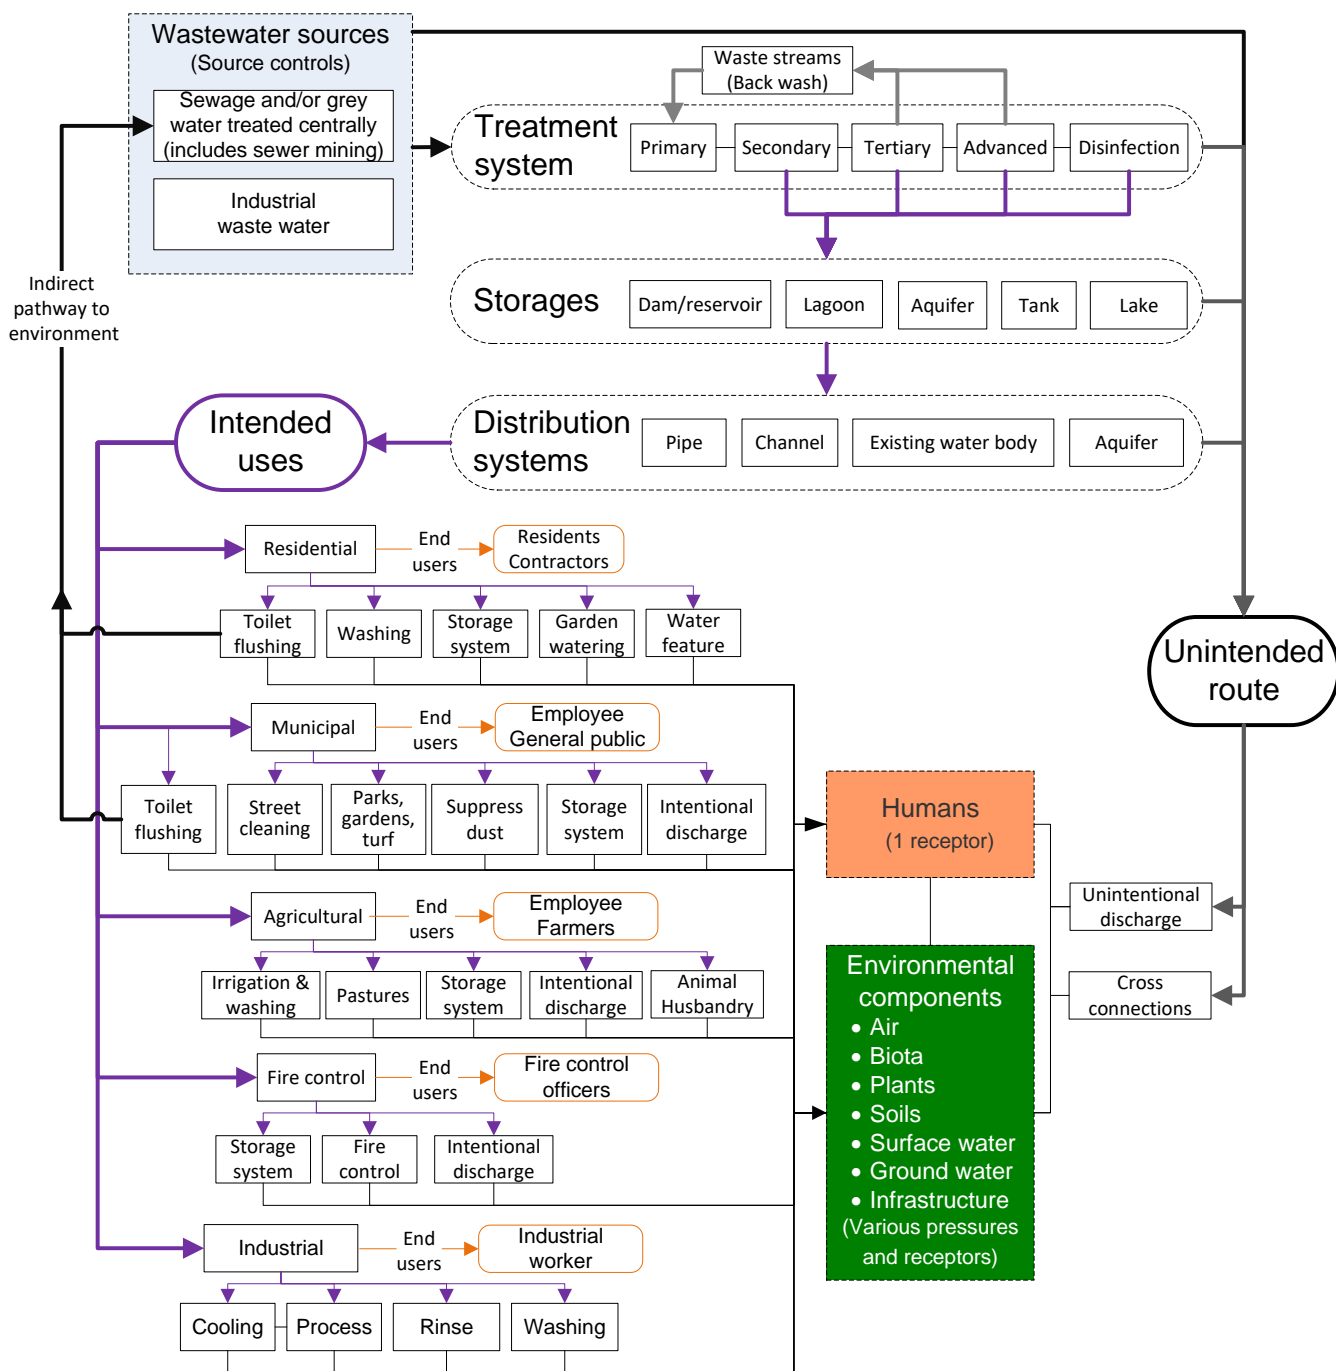 Wastewater sources
(Source controls)
Sewage and/or grey
water treated centrally
(includes sewer mining)
Industrial
waste water
Waste streams
(Back wash)
Treatment
system
Primary
Secondary
Tertiary
Advanced
Disinfection
Indirect
pathway to
environment
Storages
Dam/reservoir
Lagoon
Aquifer
Tank
Lake
Intended
uses
Distribution
systems
Pipe
Channel
Existing water body
Aquifer
Residential
End
users
Residents
Contractors
Toilet
flushing
Washing
Storage
system
Garden
watering
Water
feature
Unintended
route
Municipal
End
users
Employee
General public
Toilet
flushing
Street
cleaning
Parks,
gardens,
turf
Suppress
dust
Storage
system
Intentional
discharge
Humans
(1 receptor)
Agricultural
End
users
Employee
Farmers
Unintentional
discharge
Irrigation &
washing
Pastures
Storage
system
Intentional
discharge
Animal
Husbandry
Cross
connections
Environmental
components
• Air
• Biota
• Plants
• Soils
• Surface water
• Ground water
• Infrastructure
(Various pressures
and receptors)
Fire control
End
users
Fire control
officers
Storage
system
Fire
control
Intentional
discharge
Industrial
End
users
Industrial
worker
Cooling
Process
Rinse
Washing